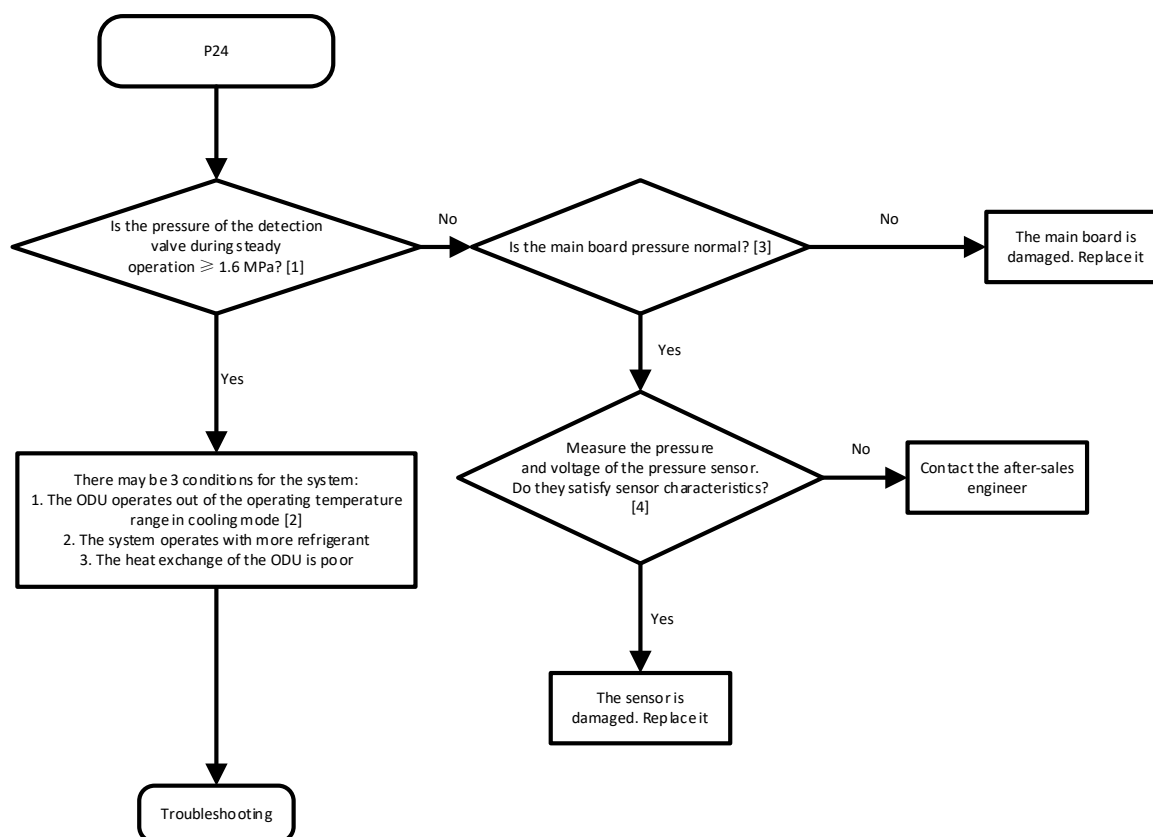 P24
Is the pressure of the detection
valve during steady
operation ≥ 1.6 MPa? [1]
No
Is the main board pressure normal? [3]
No
The main board is
damaged. Replace it
Yes
Yes
Measure the pressure
and voltage of the pressure sensor.
Do they satisfy sensor characteristics?
[4]
No
Contact the after-sales
engineer
There may be 3 conditions for the system:
1. The ODU operates out of the operating temperature
range in cooling mode [2]
2. The system operates with more refrigerant
3. The heat exchange of the ODU is poor
Yes
The sensor is
damaged. Replace it
Troubleshooting